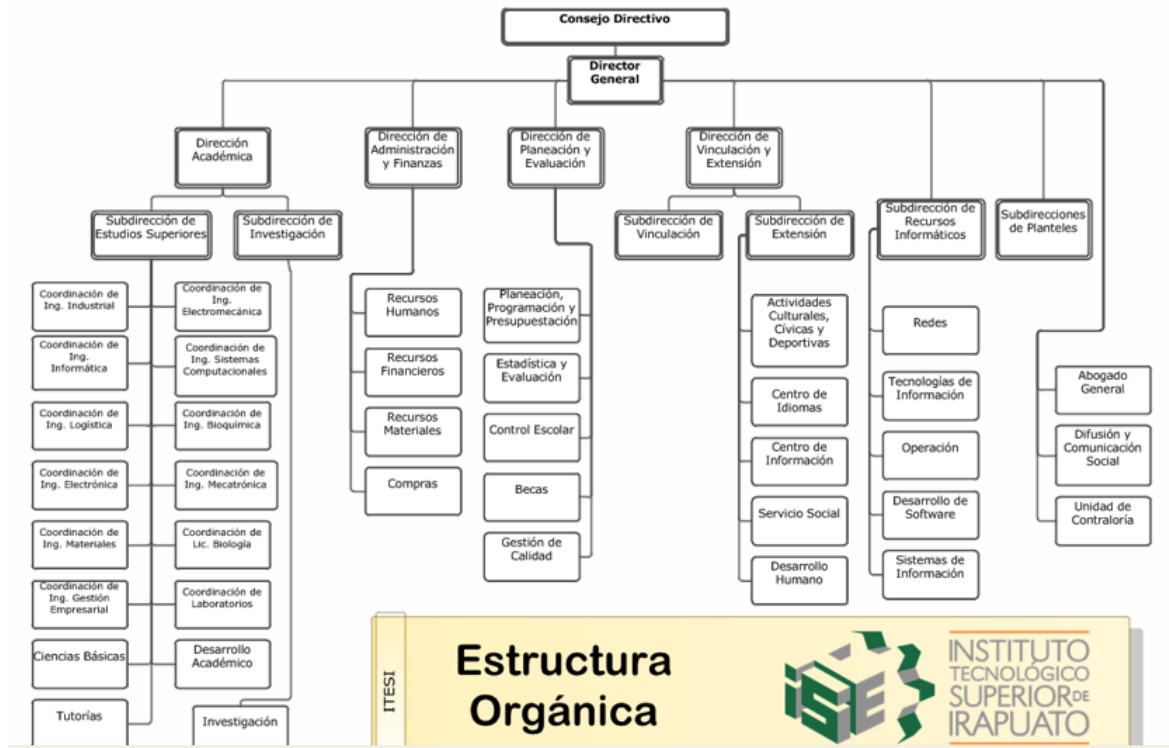 Consejo Directivo
Director
General
Dirección
Académica
Dirección de
Administración
y Finanzas
Dirección de
Planeación y
Evaluación
Dirección de
Vinculación y
Extensión
Subdirección de
Estudios Superiores
Subdirección de
Investigación
Subdirección de
Vinculación
Subdirección de
Extensión
Subdirección de
Recursos
Informáticos
Subdirecciones
de Planteles
Coordinación de
Ing. Industrial
Coordinación de
Ing.
Electromecánica
Coordinación de
Ing.
Informática
Coordinación de
Ing. Sistemas
Computacionales
Coordinación de
Ing. Logística
Coordinación de
Ing. Bioquímica
Coordinación de
Ing. Electrónica
Coordinación de
Ing. Mecatrónica
Coordinación de
Ing. Materiales
Coordinación de
Lic. Biología
Coordinación de
Ing. Gestión
Empresarial
Coordinación de
Laboratorios
Ciencias Básicas
Desarrollo
Académico
Tutorías
Investigación
Recursos
Humanos
Recursos
Financieros
Recursos
Materiales
Compras
Planeación,
Programación y
Presupuestación
Estadística y
Evaluación
Control Escolar
Becas
Gestión de
Calidad
Actividades
Culturales,
Cívicas y
Deportivas
Centro de
Idiomas
Centro de
Información
Servicio Social
Desarrollo
Humano
Redes
Tecnologías de
Información
Operación
Desarrollo de
Software
Sistemas de
Información
Abogado
General
Difusión y
Comunicación
Social
Unidad de
Contraloría
ITESI
Estructura
Orgánica
INSTITUTO
TECNOLÓGICO
SUPERIOR DE
IRAPUATO